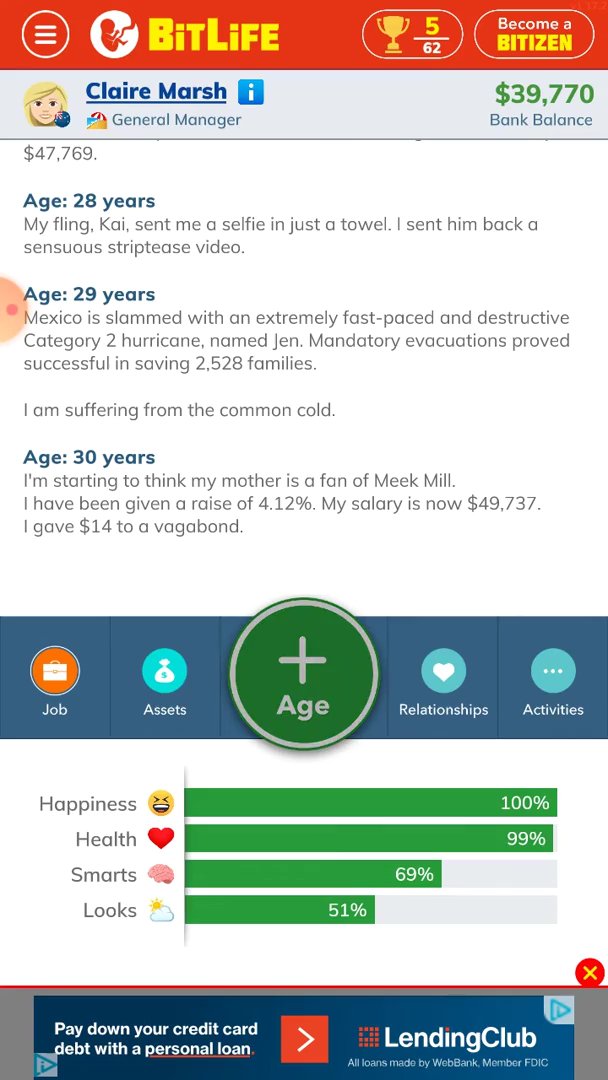 v1.17.2
BITLIFE
5
62
Become a
BITIZEN
Claire Marsh i
$39,770
General Manager
Bank Balance
$47,769.
Age: 28 years
My fling, Kai, sent me a selfie in just a towel. I sent him back a
sensuous striptease video.
Age: 29 years
Mexico is slammed with an extremely fast-paced and destructive
Category 2 hurricane, named Jen. Mandatory evacuations proved
successful in saving 2,528 families.
I am suffering from the common cold.
Age: 30 years
I'm starting to think my mother is a fan of Meek Mill.
I have been given a raise of 4.12%. My salary is now $49,737.
I gave $14 to a vagabond.
Job
Assets
Age
Relationships
Activities
Happiness 100%
Health 99%
Smarts 69%
Looks 51%
Pay down your credit card
debt with a personal loan.
LendingClub
All loans made by WebBank, Member FDIC